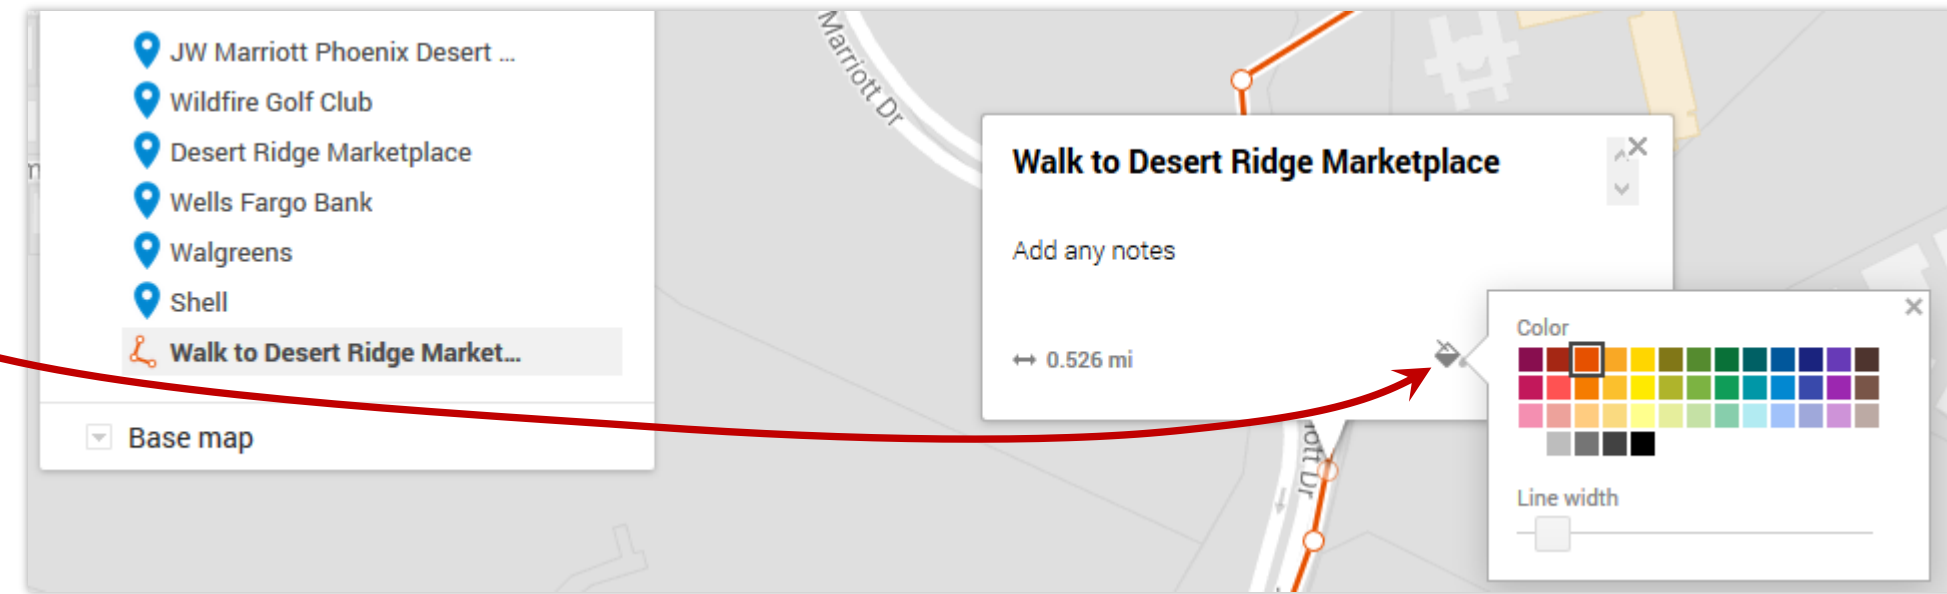 JW Marriott Phoenix Desert ...
Wildfire Golf Club
Desert Ridge Marketplace
Wells Fargo Bank
Walgreens
Shell
Walk to Desert Ridge Market...
Base map
Marriott Dr
Walk to Desert Ridge Marketplace
Add any notes
0.526 mi
Color
Line width
iott Dr